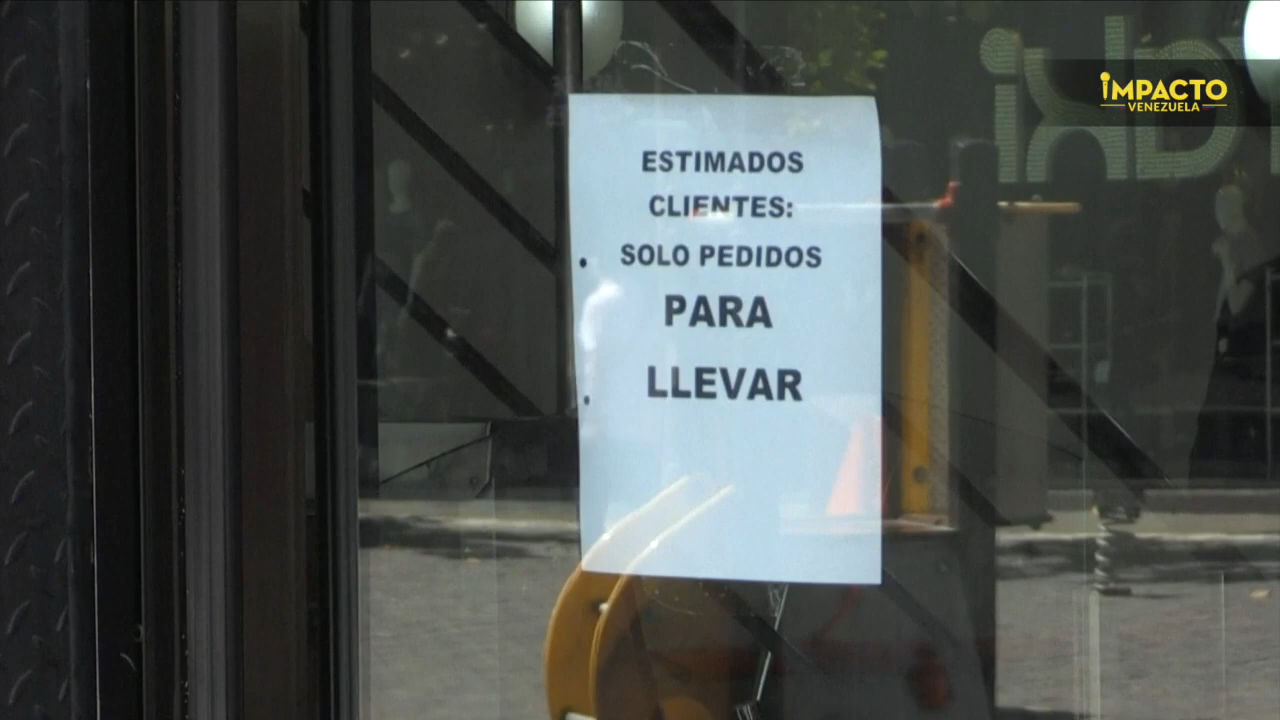 iMPACTO
VENEZUELA
ESTIMADOS
CLIENTES:
SOLO PEDIDOS
PARA
LLEVAR